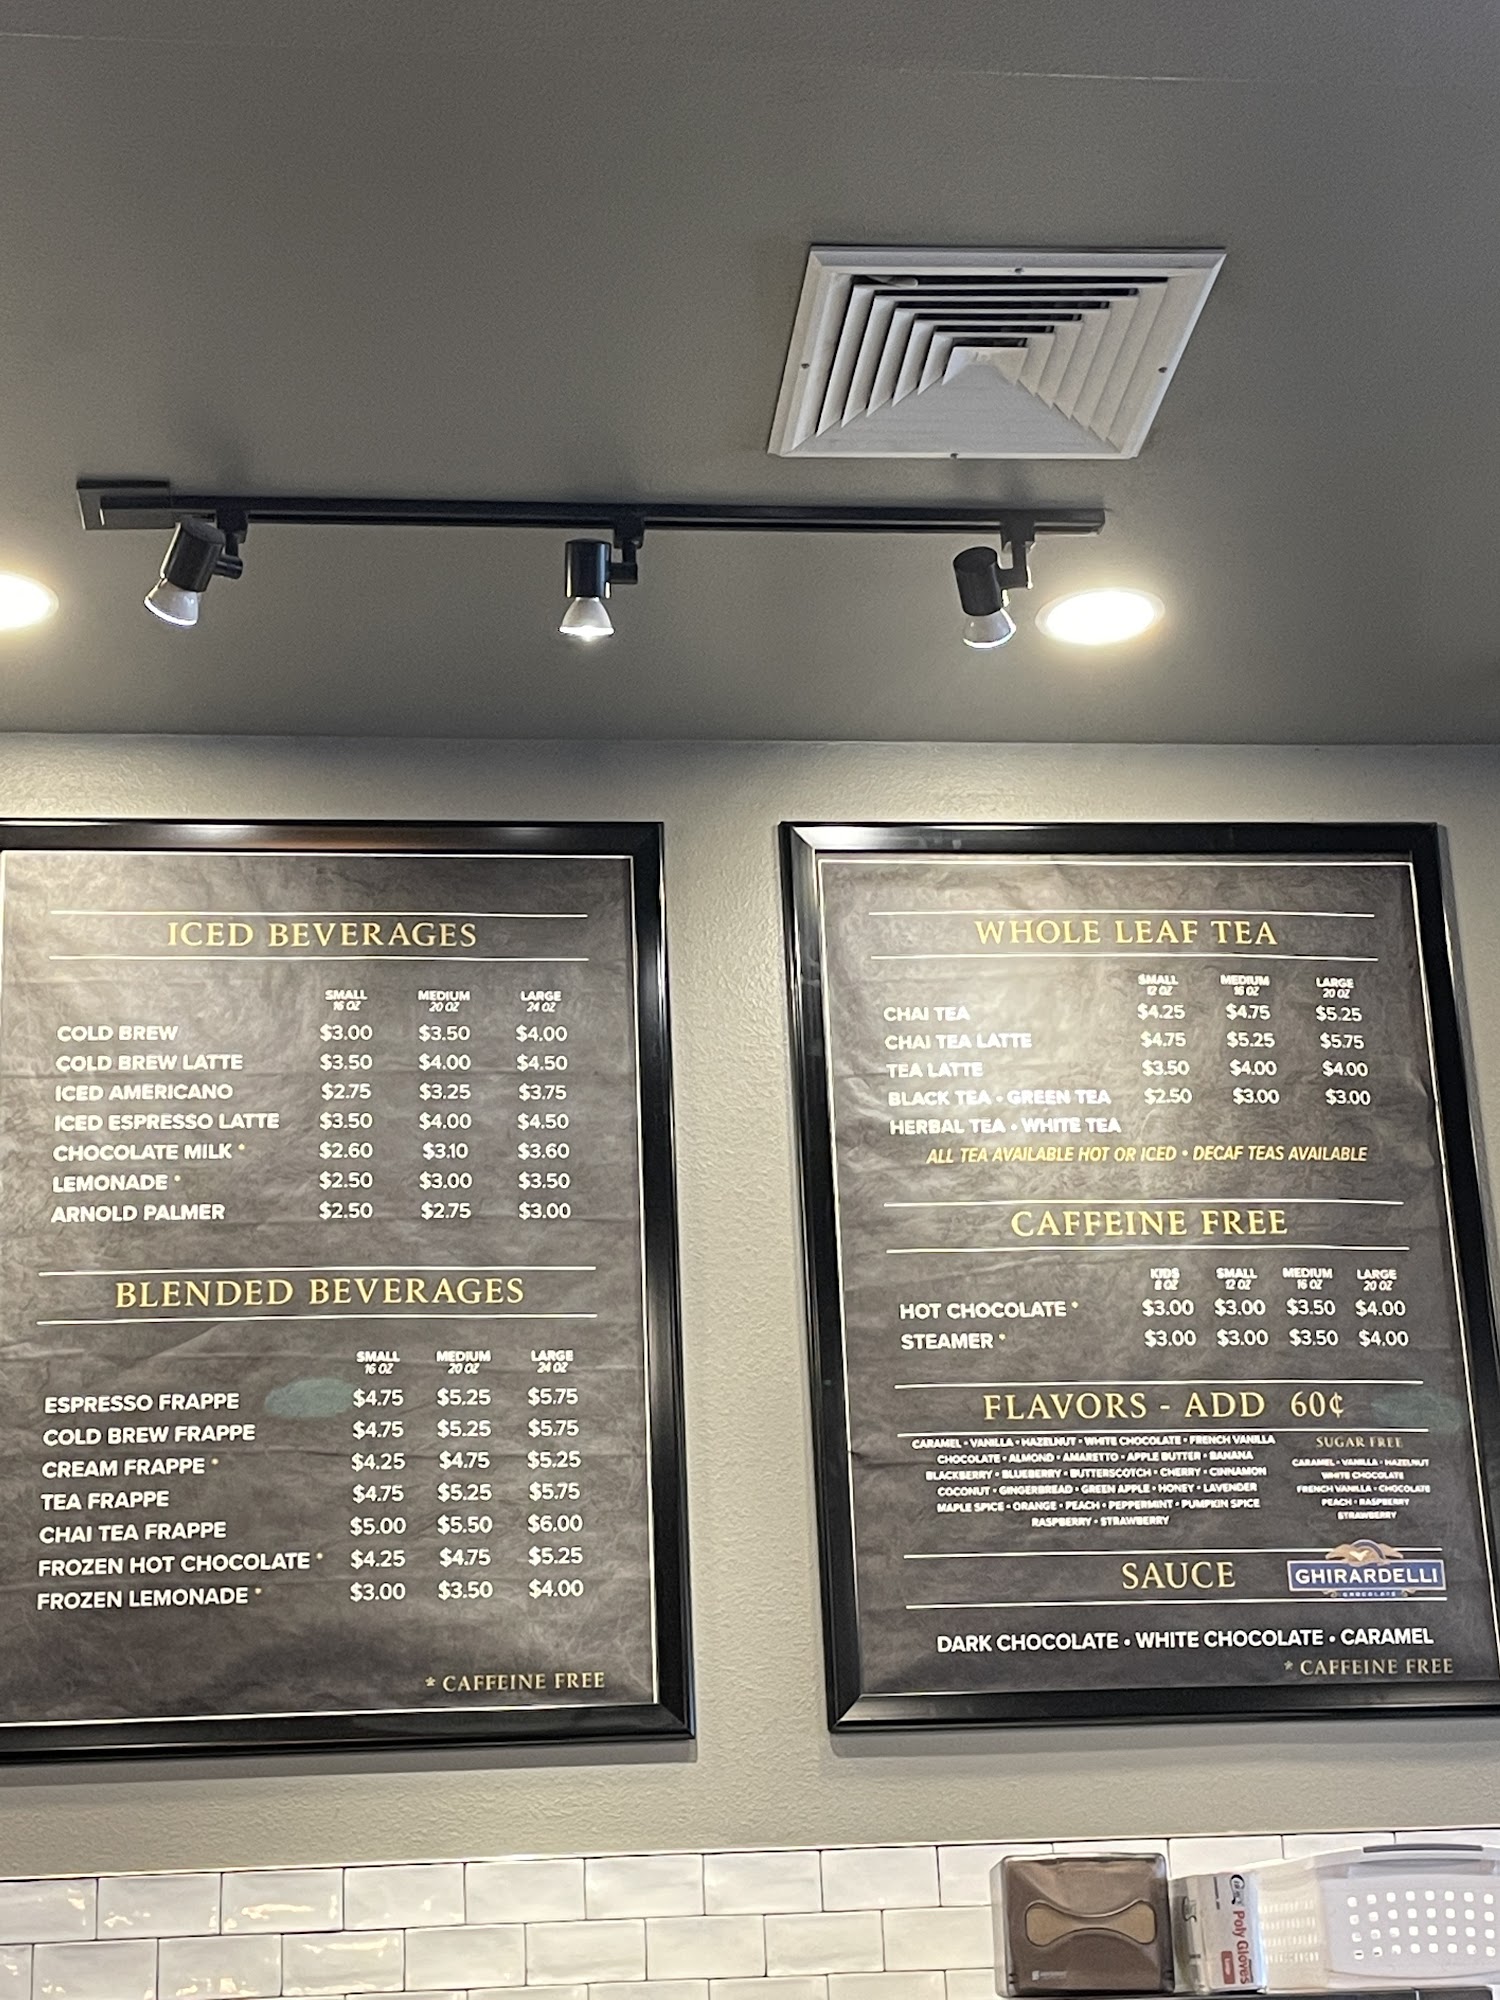 ICED BEVERAGES
SMALL MEDIUM LARGE
16 OZ 20 OZ 24 OZ
COLD BREW $3.00 $3.50 $4.00
COLD BREW LATTE $3.50 $4.00 $4.50
ICED AMERICANO $2.75 $3.25 $3.75
ICED ESPRESSO LATTE $3.50 $4.00 $4.50
CHOCOLATE MILK * $2.60 $3.10 $3.60
LEMONADE * $2.50 $3.00 $3.50
ARNOLD PALMER $2.50 $2.75 $3.00
BLENDED BEVERAGES
SMALL MEDIUM LARGE
16 OZ 20 OZ 24 OZ
ESPRESSO FRAPPE $4.75 $5.25 $5.75
COLD BREW FRAPPE $4.75 $5.25 $5.75
CREAM FRAPPE * $4.25 $4.75 $5.25
TEA FRAPPE $4.75 $5.25 $5.75
CHAI TEA FRAPPE $5.00 $5.50 $6.00
FROZEN HOT CHOCOLATE * $4.25 $4.75 $5.25
FROZEN LEMONADE * $3.00 $3.50 $4.00
* CAFFEINE FREE
WHOLE LEAF TEA
SMALL MEDIUM LARGE
12 OZ 16 OZ 20 OZ
CHAI TEA $4.25 $4.75 $5.25
CHAI TEA LATTE $4.75 $5.25 $5.75
TEA LATTE $3.50 $4.00 $4.00
BLACK TEA • GREEN TEA $2.50 $3.00 $3.00
HERBAL TEA • WHITE TEA
ALL TEA AVAILABLE HOT OR ICED • DECAF TEAS AVAILABLE
CAFFEINE FREE
KIDS SMALL MEDIUM LARGE
8 OZ 12 OZ 16 OZ 20 OZ
HOT CHOCOLATE * $3.00 $3.00 $3.50 $4.00
STEAMER * $3.00 $3.00 $3.50 $4.00
FLAVORS - ADD 60¢
CARAMEL • VANILLA • HAZELNUT • WHITE CHOCOLATE • FRENCH VANILLA
CHOCOLATE • ALMOND • AMARETTO • APPLE BUTTER • BANANA
BLACKBERRY • BLUEBERRY • BUTTERSCOTCH • CHERRY • CINNAMON
COCONUT • GINGERBREAD • GREEN APPLE • HONEY • LAVENDER
MAPLE SPICE • ORANGE • PEACH • PEPPERMINT • PUMPKIN SPICE
RASPBERRY • STRAWBERRY
SUGAR FREE
CARAMEL • VANILLA • HAZELNUT
WHITE CHOCOLATE
FRENCH VANILLA • CHOCOLATE
PEACH • RASPBERRY
STRAWBERRY
SAUCE
GHIRARDELLI
CHOCOLATE
DARK CHOCOLATE • WHITE CHOCOLATE • CARAMEL
* CAFFEINE FREE
Poly Gloves